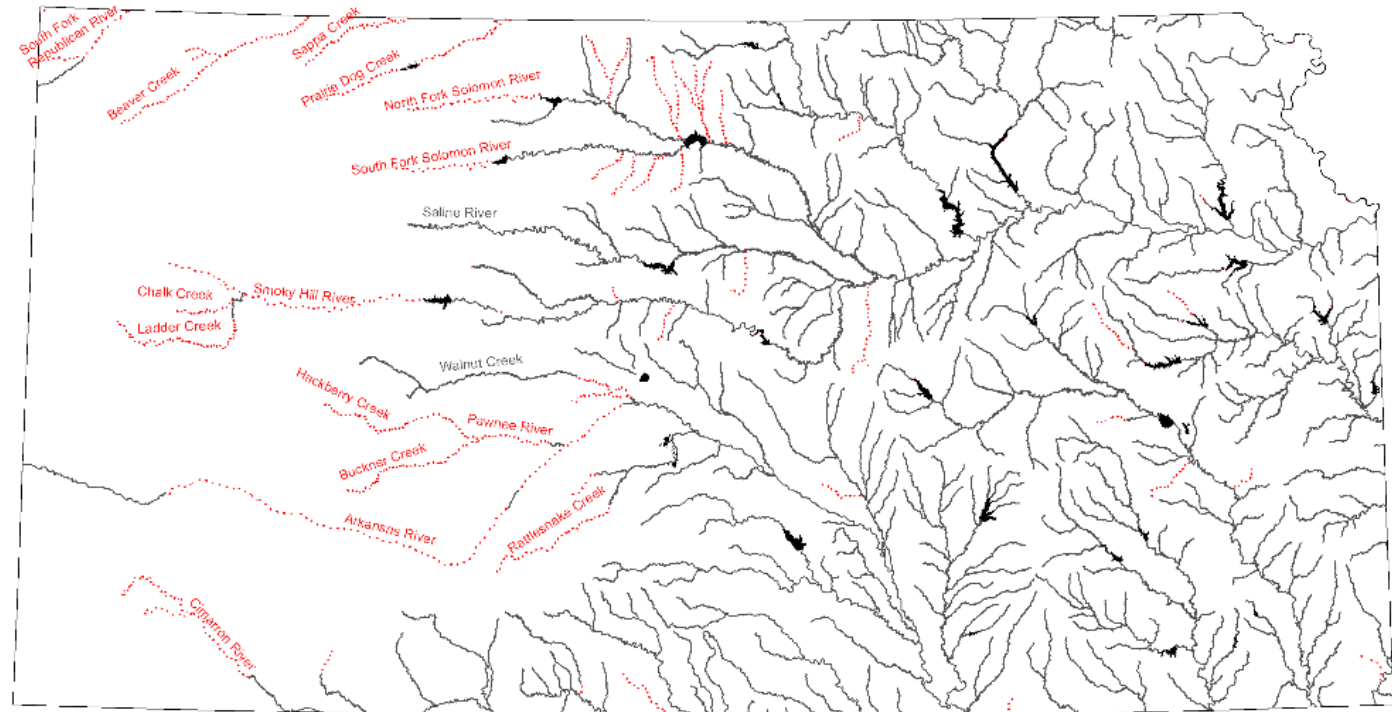 South Fork
Republican River
Sappa Creek
Beaver Creek
Prairie Dog Creek
North Fork Solomon River
South Fork Solomon River
Saline River
Chalk Creek
Smoky Hill River
Ladder Creek
Walnut Creek
Hackberry Creek
Pawnee River
Buckner Creek
Arkansas River
Rattlesnake Creek
Cimarron River